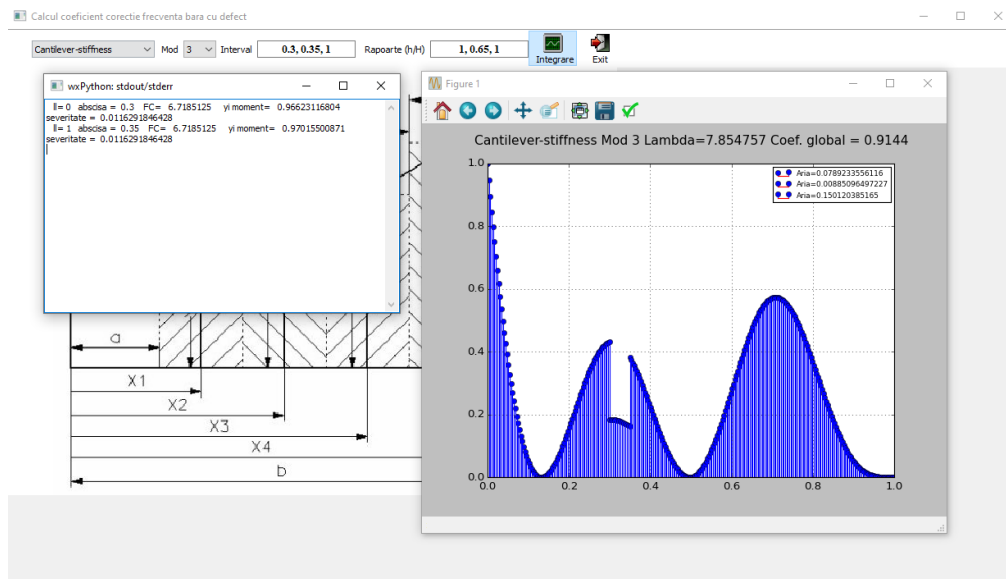 Calcul coeficient corectie frecventa bara cu defect
Cantilever-stiffness Mod 3 Interval 0.3, 0.35, 1 Rapoarte (h/H) 1, 0.65, 1 Integrare Exit
wxPython: stdout/stderr
II= 0 abscisa = 0.3 FC= 6.7185125 yi moment= 0.96623116804
severitate = 0.0116291846428
II= 1 abscisa = 0.35 FC= 6.7185125 yi moment= 0.97015500871
severitate = 0.0116291846428
a
X1
X2
X3
X4
b
Figure 1
Cantilever-stiffness Mod 3 Lambda=7.854757 Coef. global = 0.9144
Aria=0.0789233556116
Aria=0.00885096497227
Aria=0.150120385165
1.0
0.8
0.6
0.4
0.2
0.0
0.0 0.2 0.4 0.6 0.8 1.0